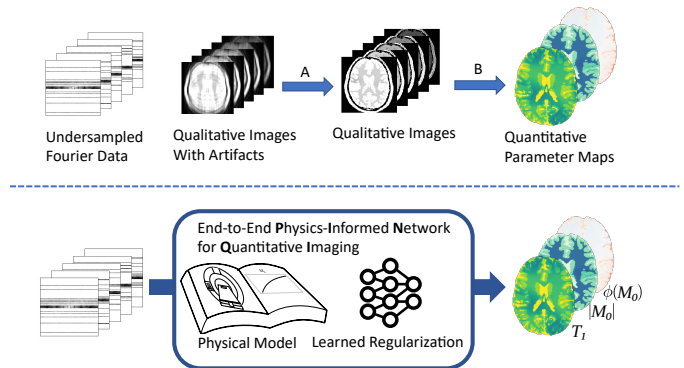 A
B
Undersampled
Fourier Data
Qualitative Images
With Artifacts
Qualitative Images
Quantitative
Parameter Maps
End-to-End Physics-Informed Network
for Quantitative Imaging
Physical Model
Learned Regularization
ϕ(M₀)
|M₀|
T₁